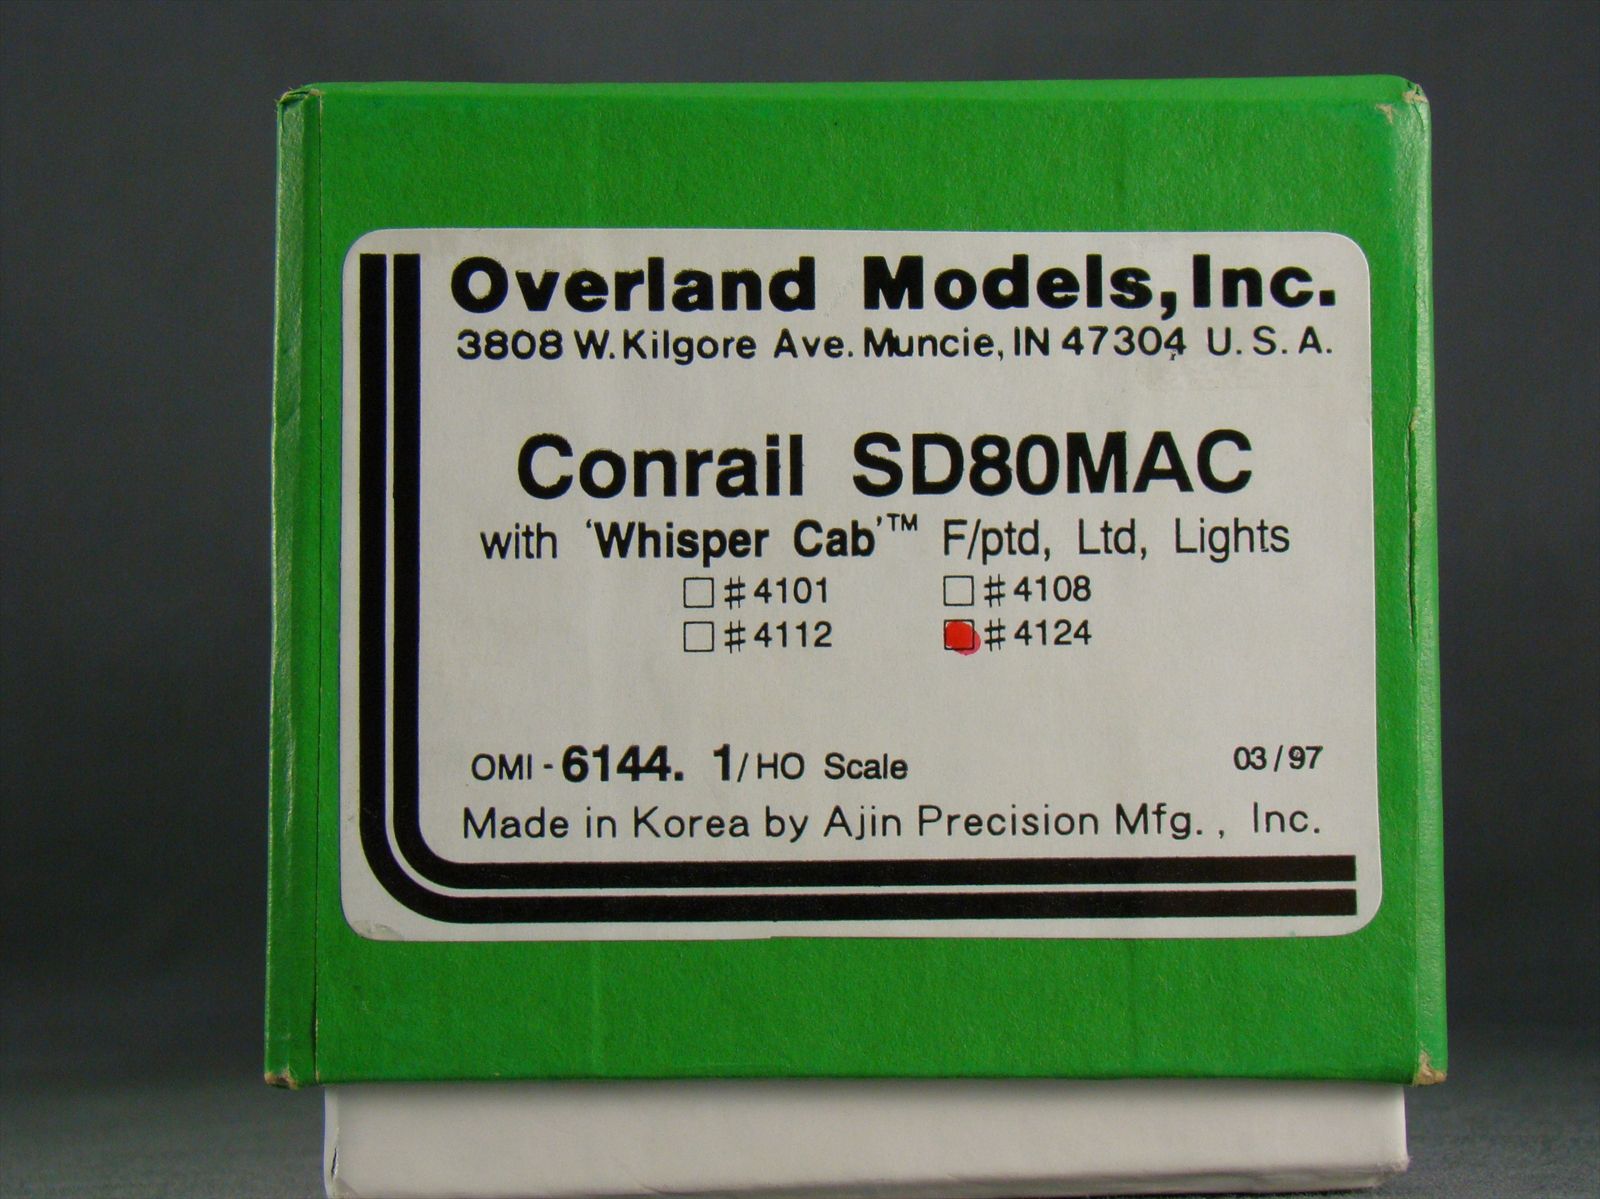 Overland Models, Inc.
3808 W. Kilgore Ave. Muncie, IN 47304 U. S. A.
Conrail SD80MAC
with 'Whisper Cab'™ F/ptd, Ltd, Lights
#4101 #4108
#4112 #4124
OMI - 6144. 1/ HO Scale 03/97
Made in Korea by Ajin Precision Mfg. , Inc.